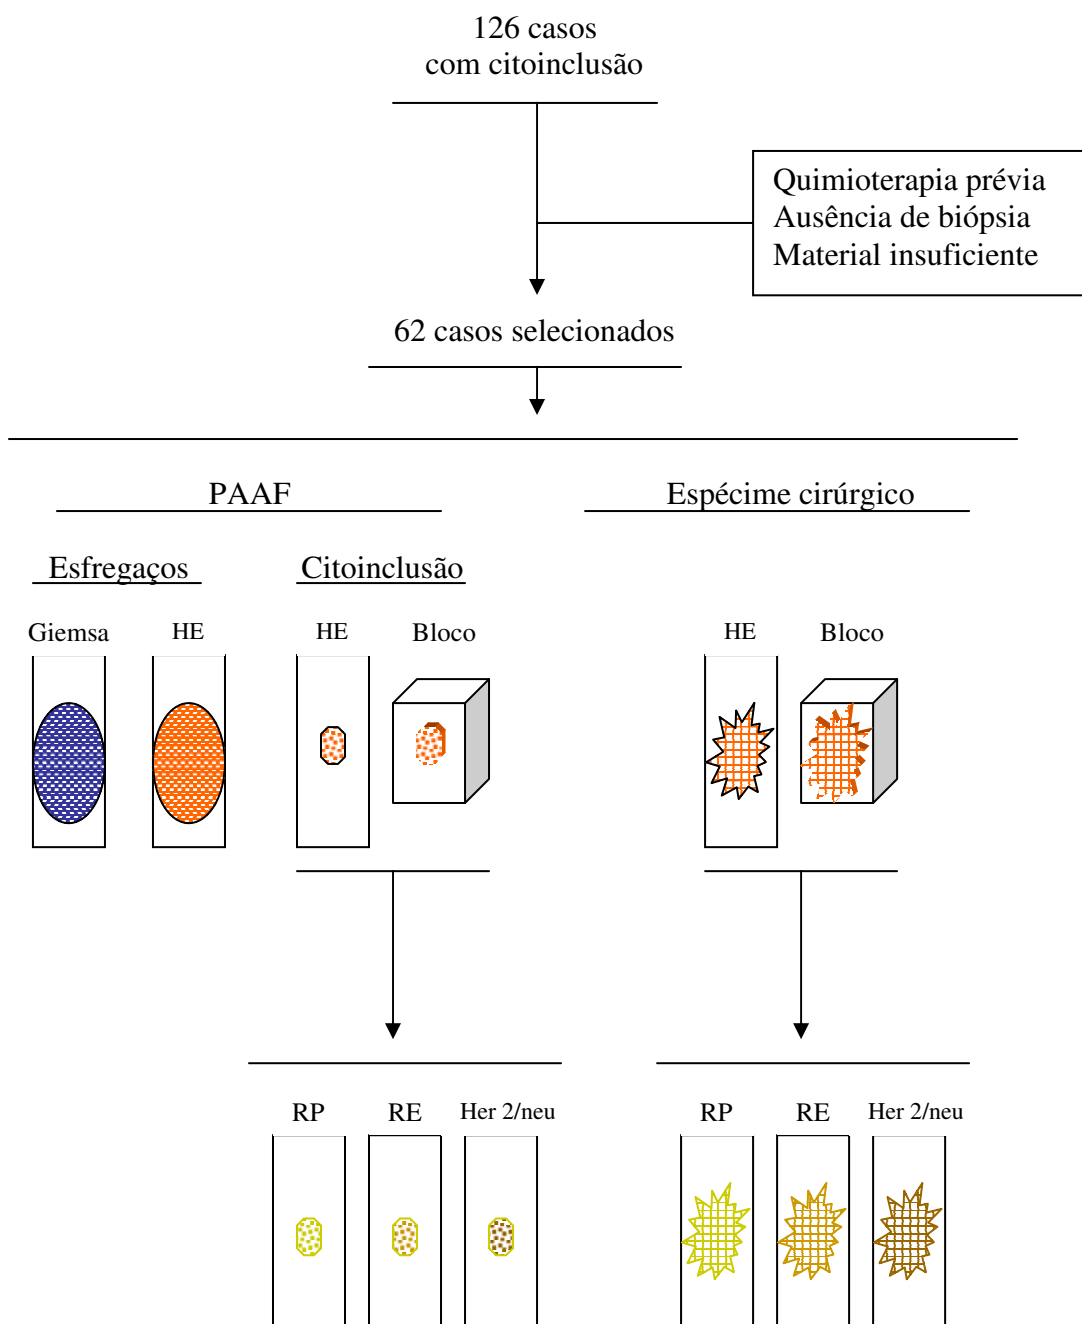 126 casos
com citoinclusão
Quimioterapia prévia
Ausência de biópsia
Material insuficiente
62 casos selecionados
PAAF
Espécime cirúrgico
Esfregaços
Citoinclusão
Giemsa
HE
HE
Bloco
HE
Bloco
RP
RE
Her 2/neu
RP
RE
Her 2/neu